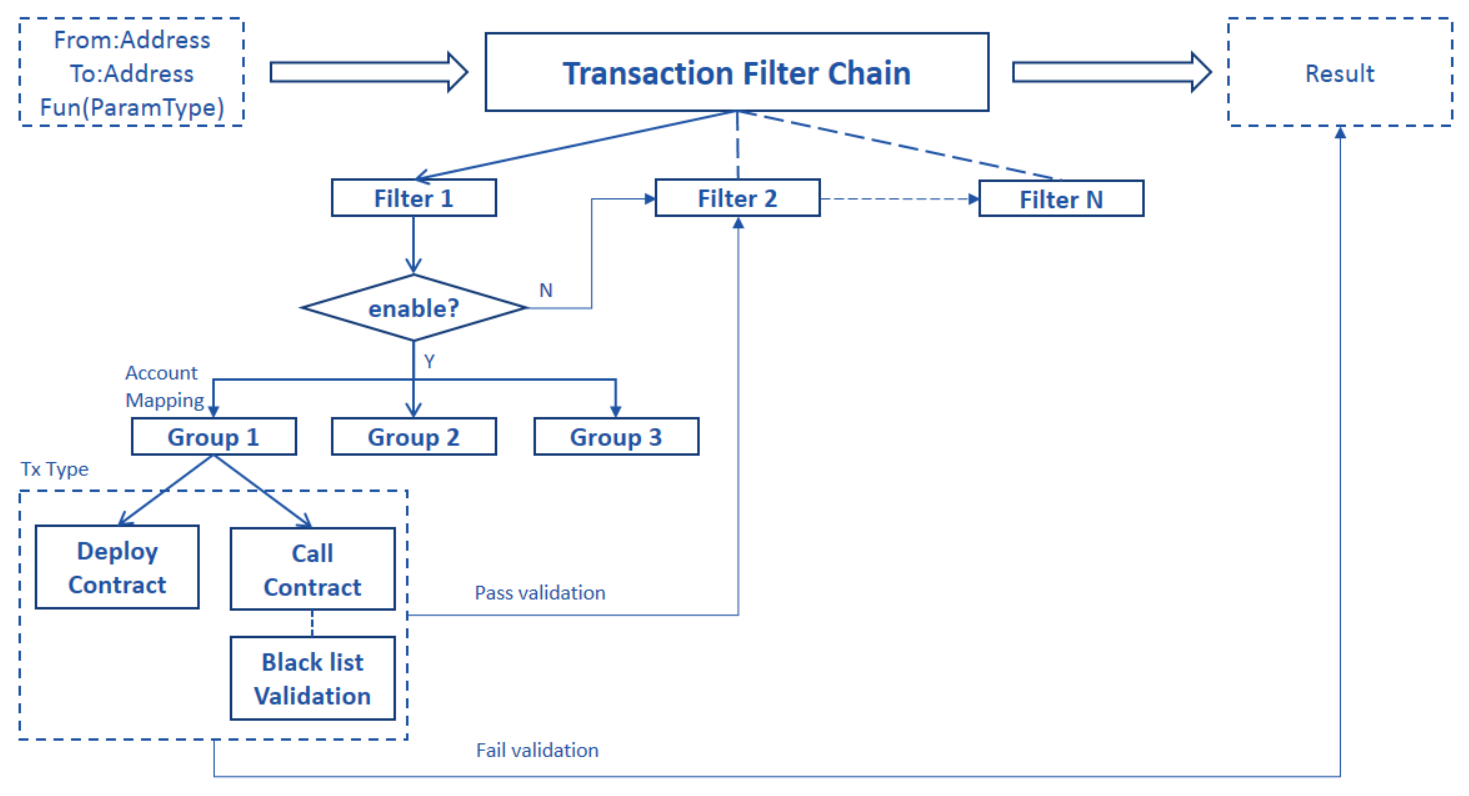 From:Address
To:Address
Fun(ParamType)
Transaction Filter Chain
Result
Filter 1
Filter 2
Filter N
enable?
N
Y
Account
Mapping
Group 1
Group 2
Group 3
Tx Type
Deploy
Contract
Call
Contract
Pass validation
Black list
Validation
Fail validation